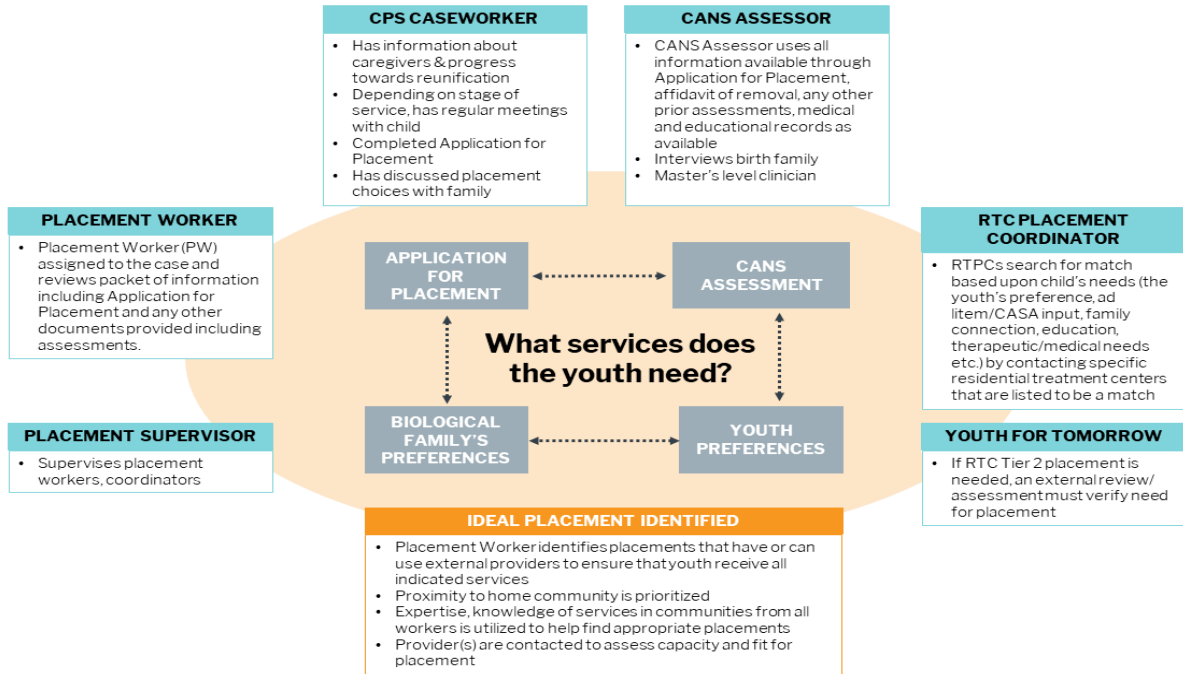 CPS CASEWORKER
• Has information about
caregivers & progress
towards reunification
• Depending on stage of
service, has regular meetings
with child
• Completed Application for
Placement
• Has discussed placement
choices with family
CANS ASSESSOR
• CANS Assessor uses all
information available through
Application for Placement,
affidavit of removal, any other
prior assessments, medical
and educational records as
available
• Interviews birth family
• Master's level clinician
PLACEMENT WORKER
• Placement Worker (PW)
assigned to the case and
reviews packet of information
including Application for
Placement and any other
documents provided including
assessments.
RTC PLACEMENT
COORDINATOR
• RTPCs search for match
based upon child's needs (the
youth's preference, ad
litem/CASA input, family
connection, education,
therapeutic/medical needs
etc.) by contacting specific
residential treatment centers
that are listed to be a match
APPLICATION
FOR
PLACEMENT
CANS
ASSESSMENT
What services does
the youth need?
BIOLOGICAL
FAMILY'S
PREFERENCES
YOUTH
PREFERENCES
PLACEMENT SUPERVISOR
• Supervises placement
workers, coordinators
YOUTH FOR TOMORROW
• If RTC Tier 2 placement is
needed, an external review/
assessment must verify need
for placement
IDEAL PLACEMENT IDENTIFIED
• Placement Worker identifies placements that have or can
use external providers to ensure that youth receive all
indicated services
• Proximity to home community is prioritized
• Expertise, knowledge of services in communities from all
workers is utilized to help find appropriate placements
• Provider(s) are contacted to assess capacity and fit for
placement